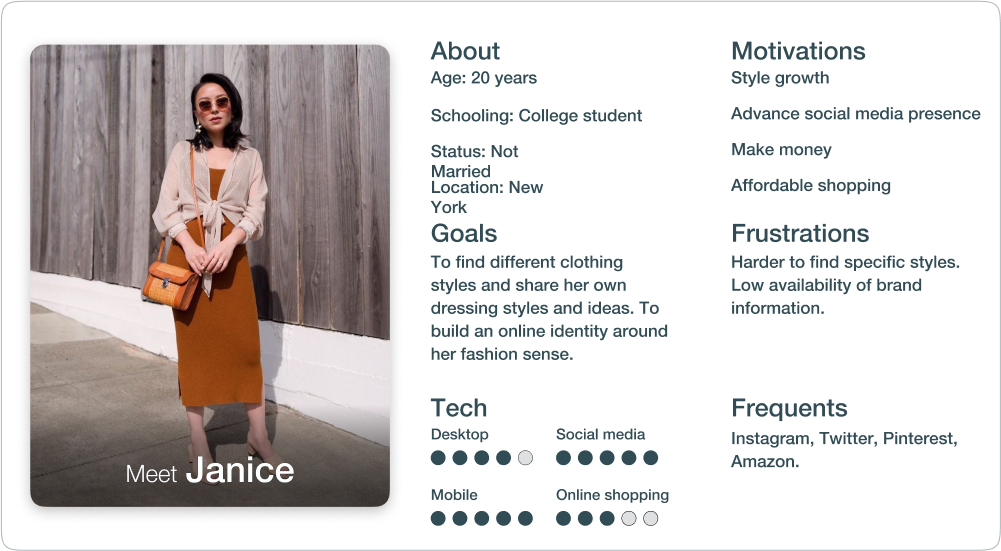 Meet Janice
About
Age: 20 years
Schooling: College student
Status: Not
Married
Location: New
York
Goals
To find different clothing
styles and share her own
dressing styles and ideas. To
build an online identity around
her fashion sense.
Tech
Desktop
Social media
Mobile
Online shopping
Motivations
Style growth
Advance social media presence
Make money
Affordable shopping
Frustrations
Harder to find specific styles.
Low availability of brand
information.
Frequents
Instagram, Twitter, Pinterest,
Amazon.